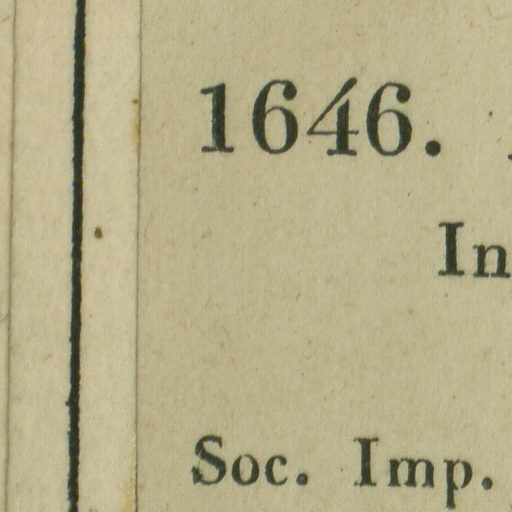 1646.
In
Soc. Imp.